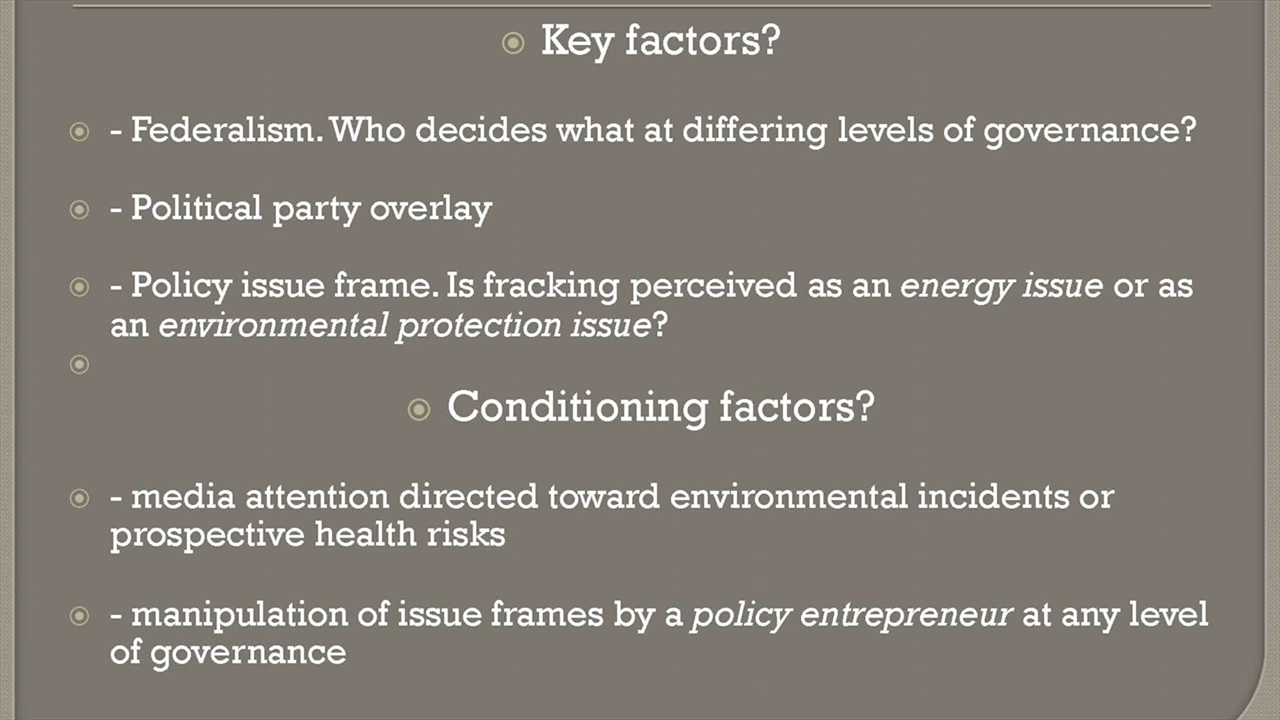 Key factors?
- Federalism. Who decides what at differing levels of governance?
- Political party overlay
- Policy issue frame. Is fracking perceived as an energy issue or as
an environmental protection issue?
Conditioning factors?
- media attention directed toward environmental incidents or
prospective health risks
- manipulation of issue frames by a policy entrepreneur at any level
of governance